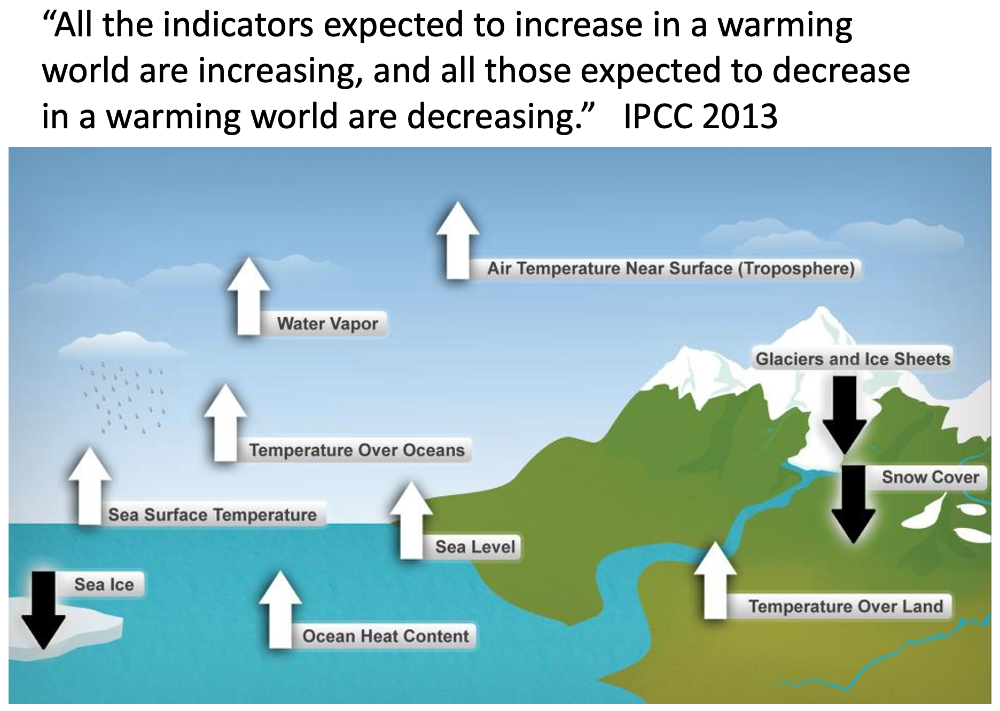 “All the indicators expected to increase in a warming
world are increasing, and all those expected to decrease
in a warming world are decreasing.”   IPCC 2013
Air Temperature Near Surface (Troposphere)
Water Vapor
Glaciers and Ice Sheets
Temperature Over Oceans
Snow Cover
Sea Surface Temperature
Sea Level
Sea Ice
Temperature Over Land
Ocean Heat Content